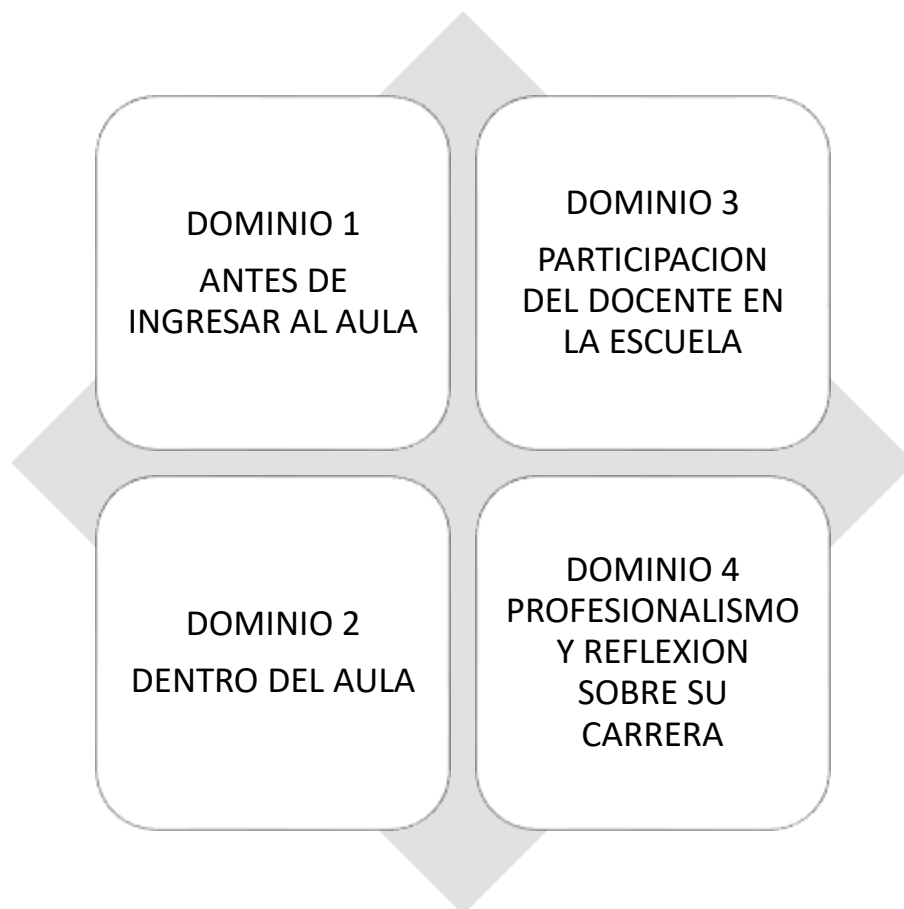 DOMINIO 1
ANTES DE
INGRESAR AL AULA
DOMINIO 3
PARTICIPACION
DEL DOCENTE EN
LA ESCUELA
DOMINIO 2
DENTRO DEL AULA
DOMINIO 4
PROFESIONALISMO
Y REFLEXION
SOBRE SU
CARRERA